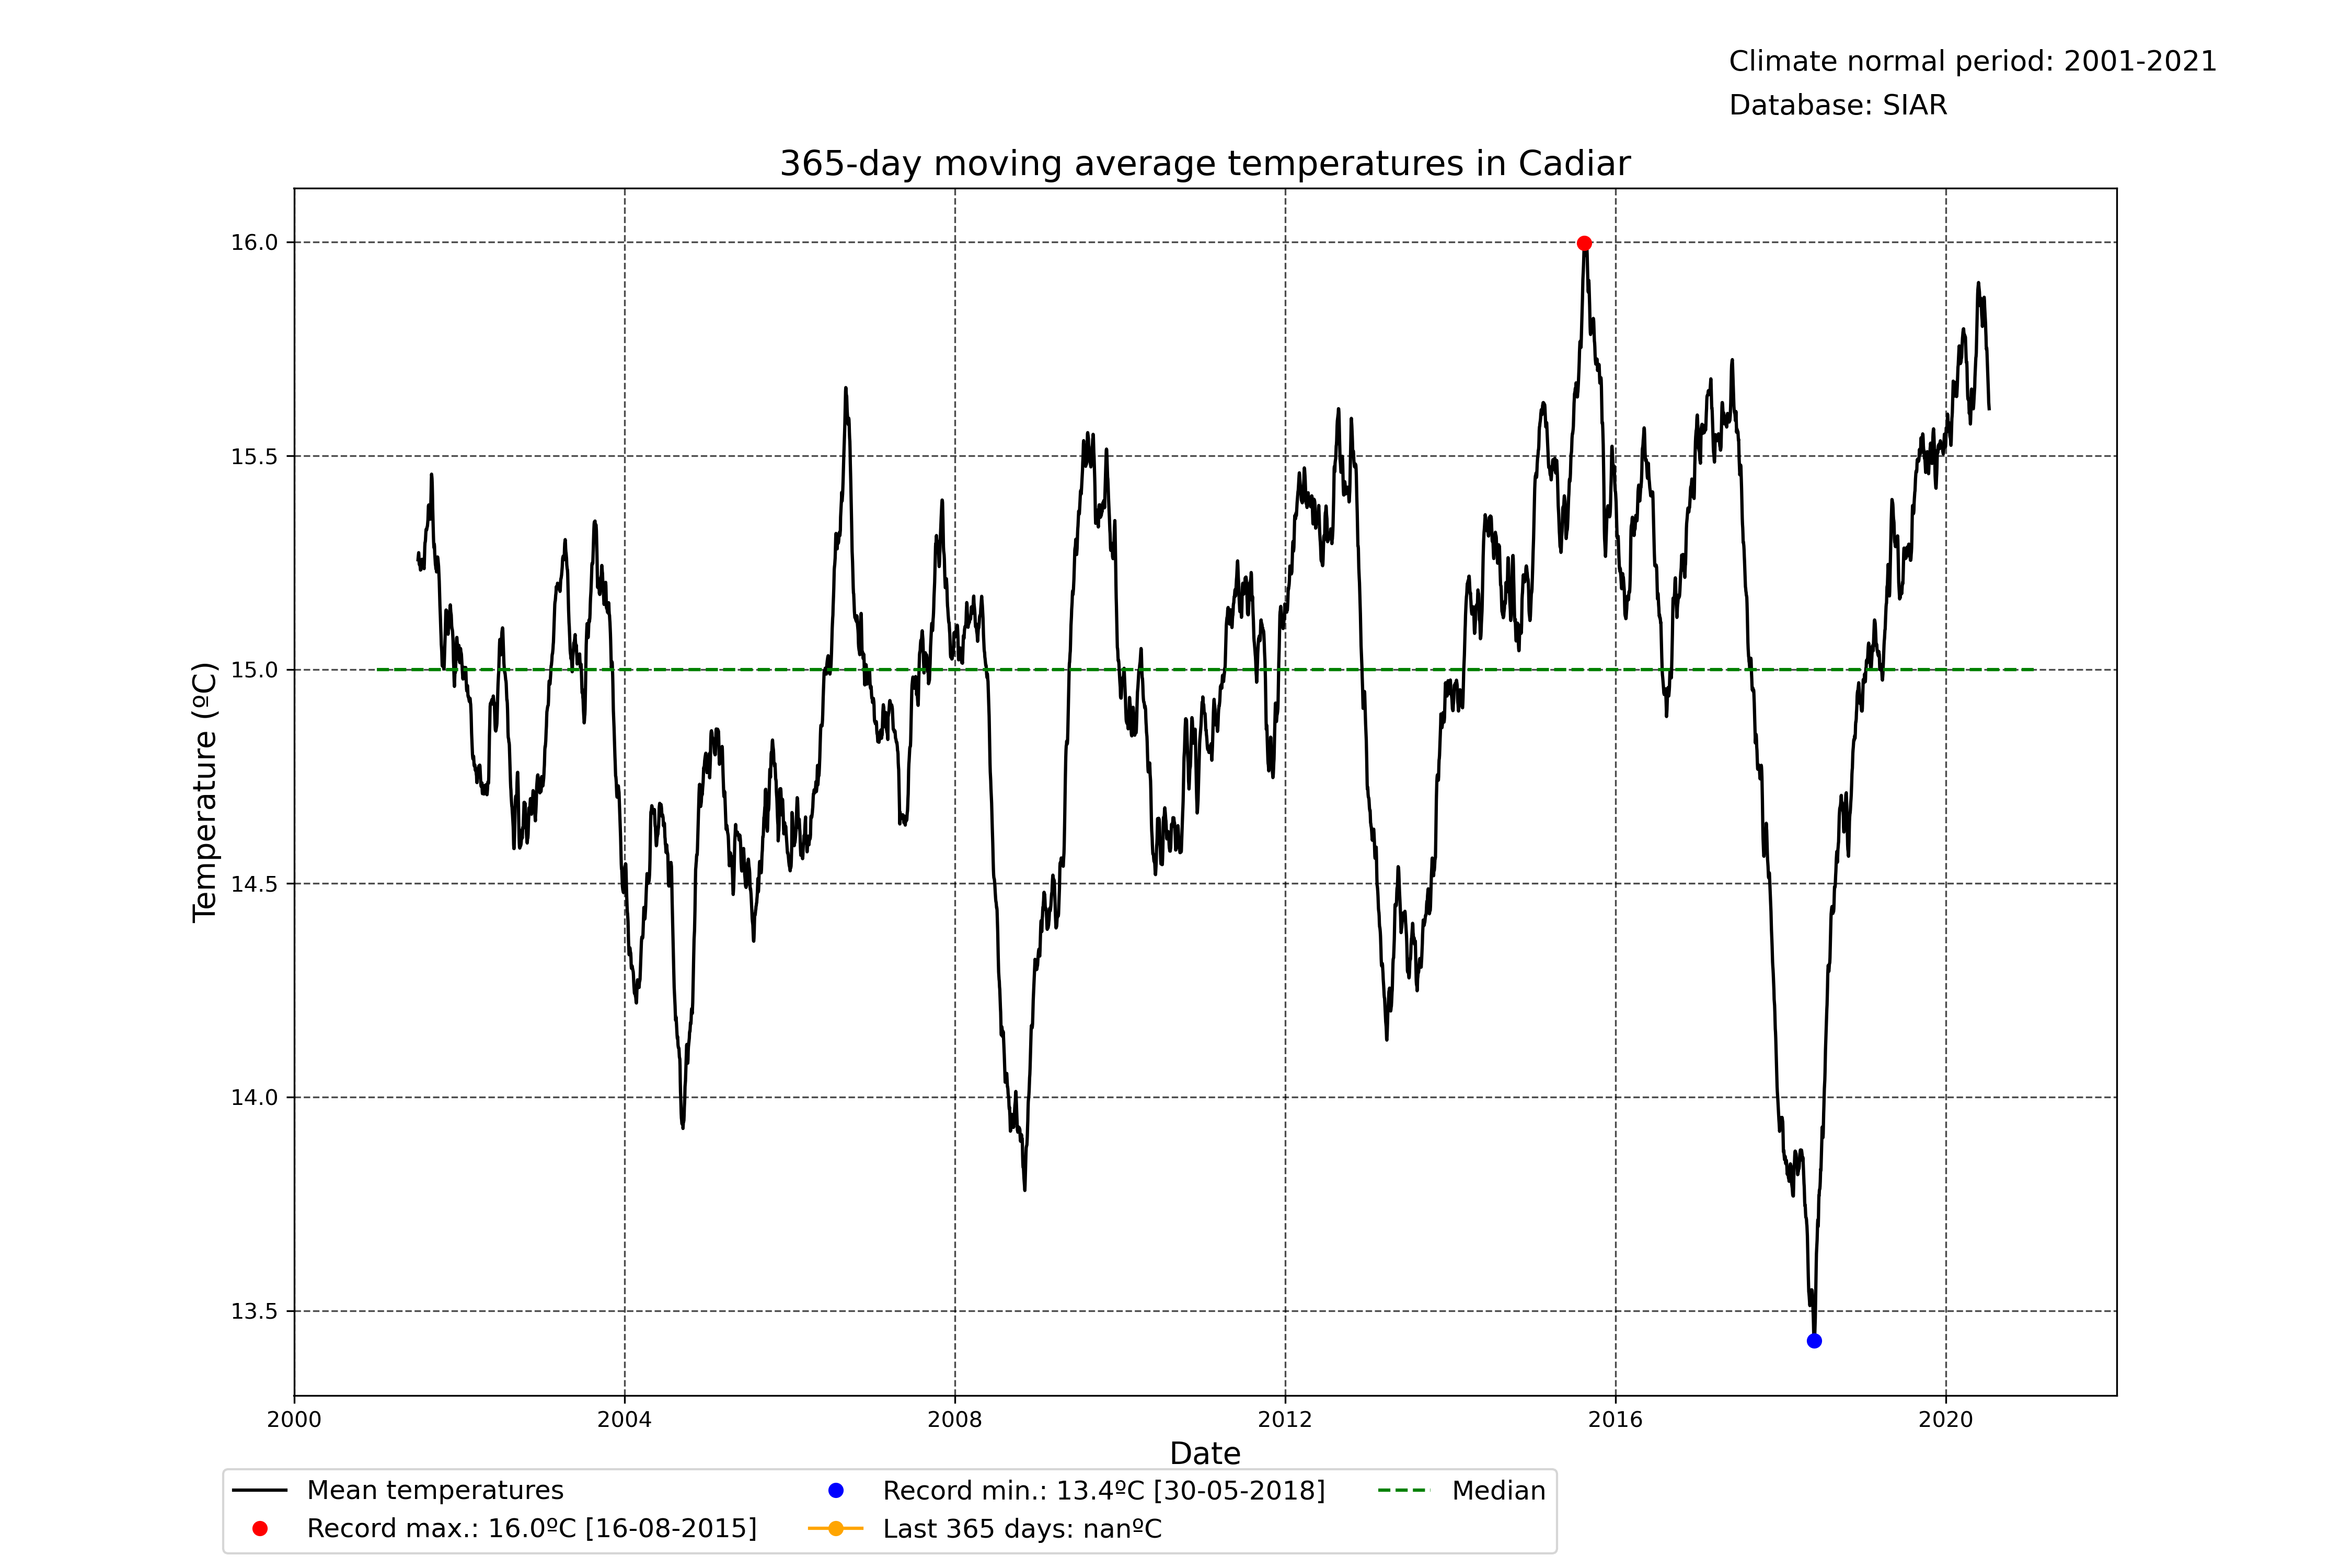 Climate normal period: 2001-2021
Database: SIAR
365-day moving average temperatures in Cadiar
Temperature (ºC)
16.0
15.5
15.0
14.5
14.0
13.5
2000 2004 2008 2012 2016 2020
Date
Mean temperatures
Record max.: 16.0ºC [16-08-2015]
Record min.: 13.4ºC [30-05-2018]
Last 365 days: nanºC
Median